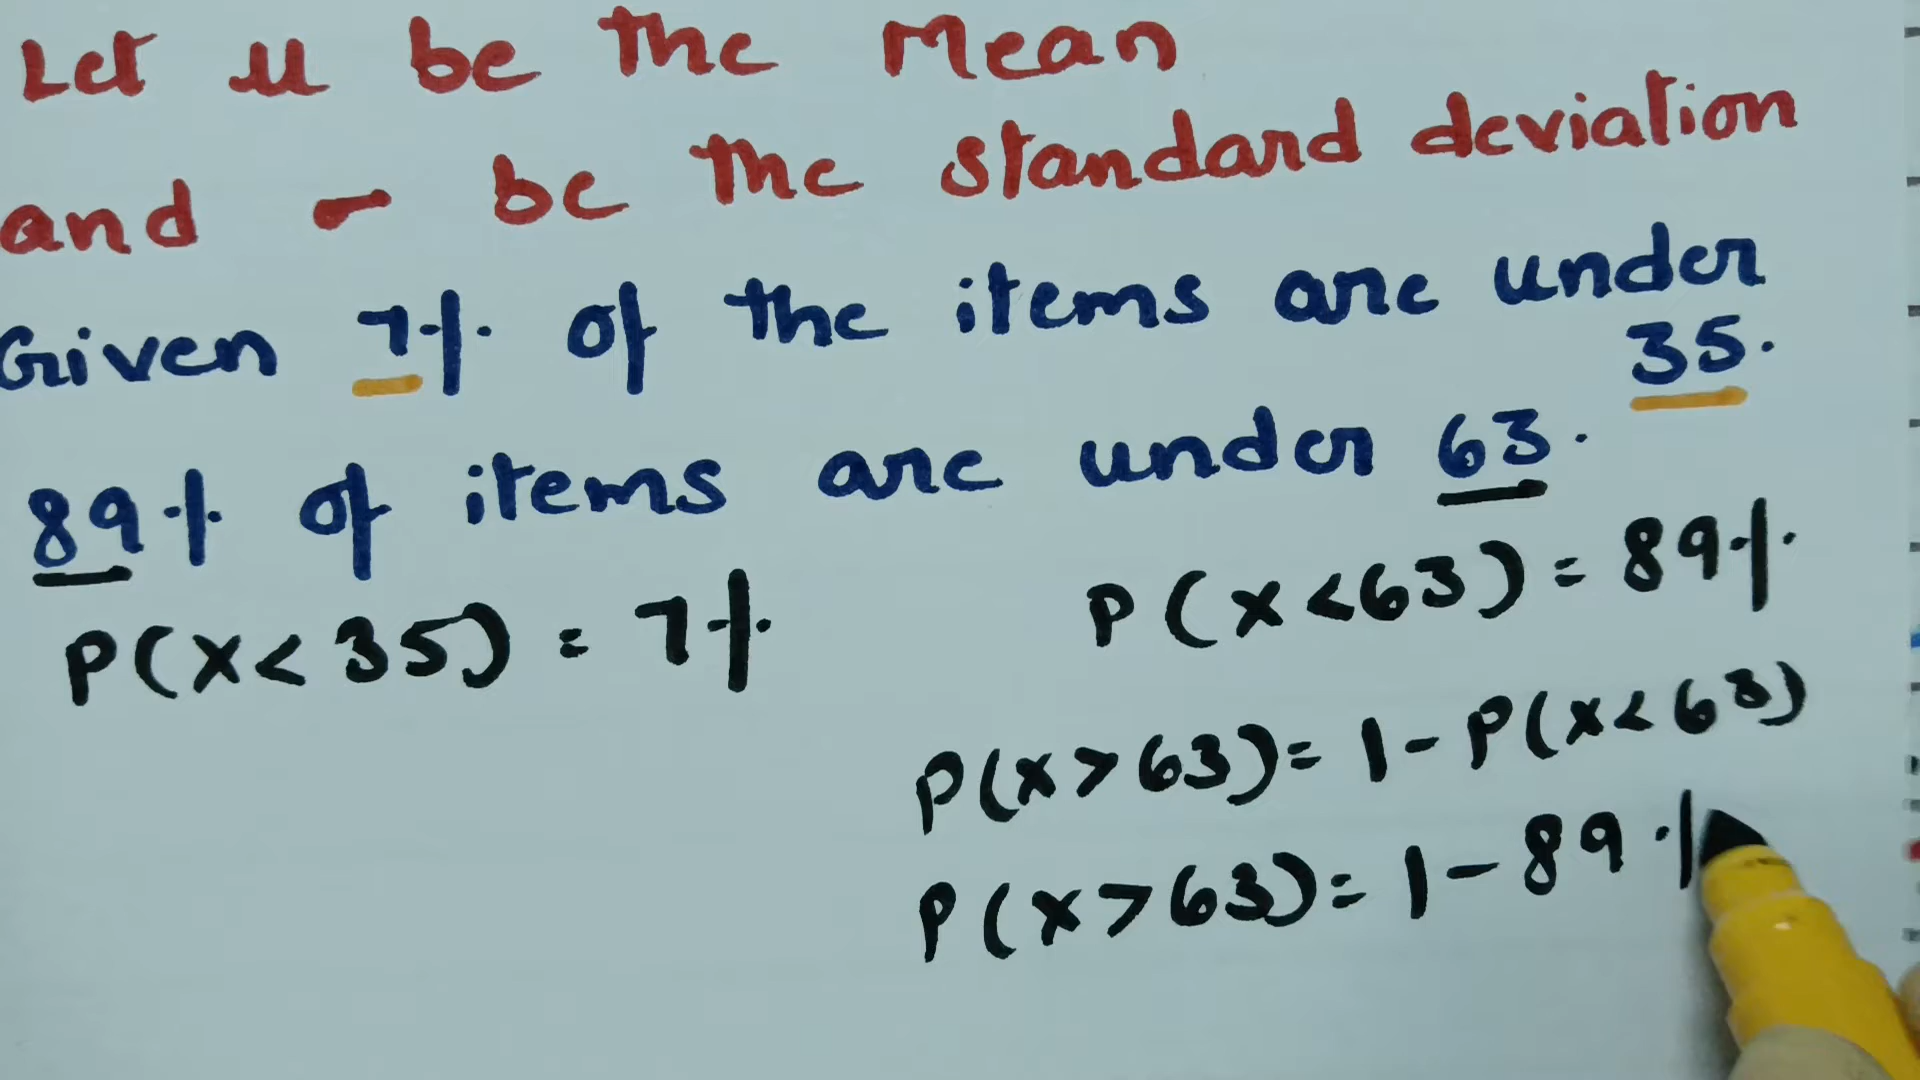 Let μ be the Mean
and σ be the standard deviation
Given 7% of the items are under
35.
89% of items are under 63.
P(X<35) = 7%
P(X<63) = 89%
P(X>63) = 1 - P(X<63)
P(X>63) = 1 - 89%